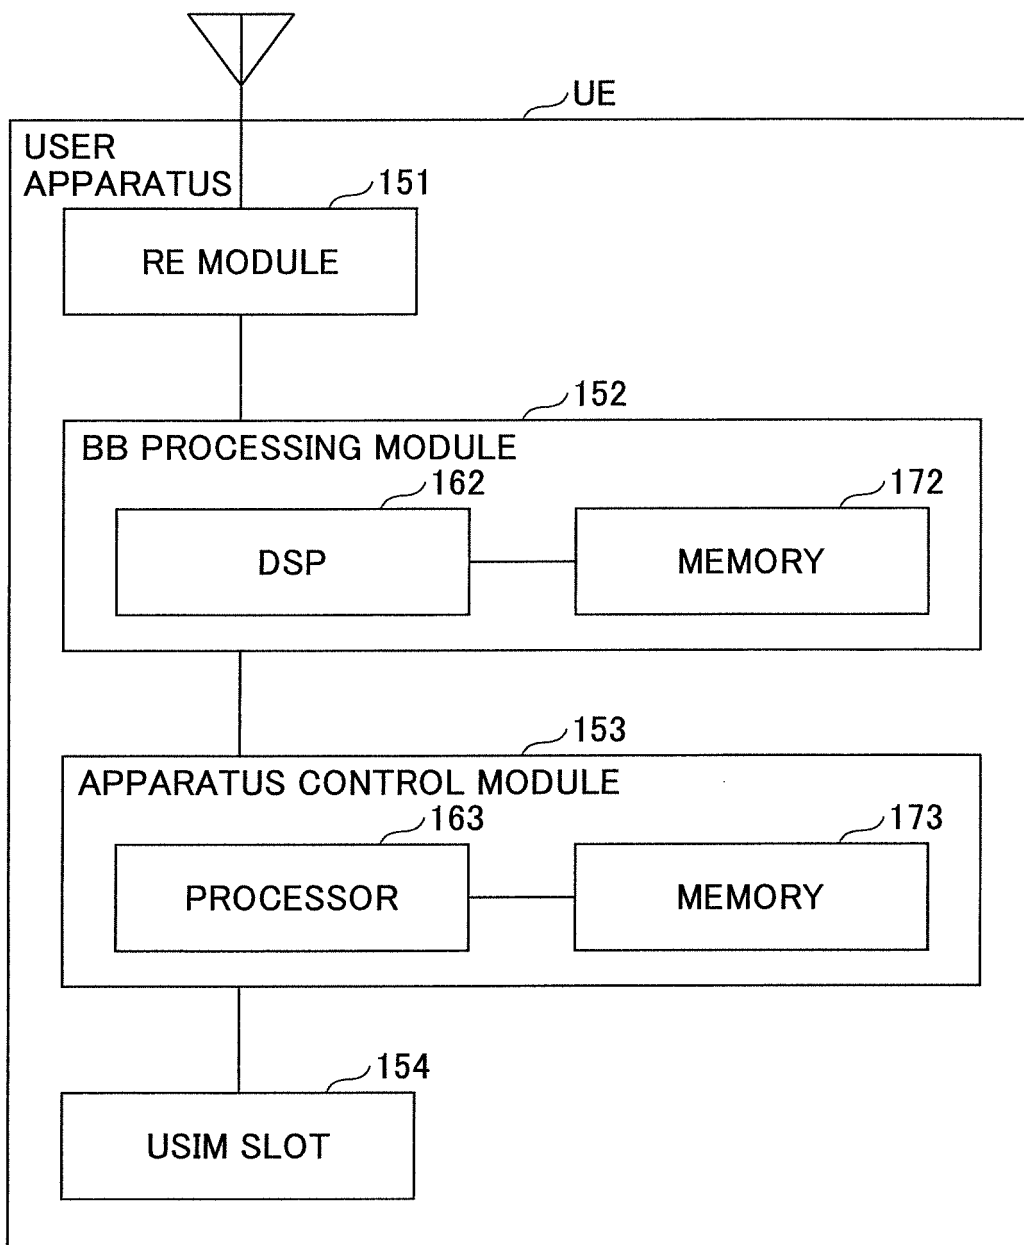 UE
USER
APPARATUS
151
RE MODULE
152
BB PROCESSING MODULE
162
172
DSP
MEMORY
153
APPARATUS CONTROL MODULE
163
173
PROCESSOR
MEMORY
154
USIM SLOT